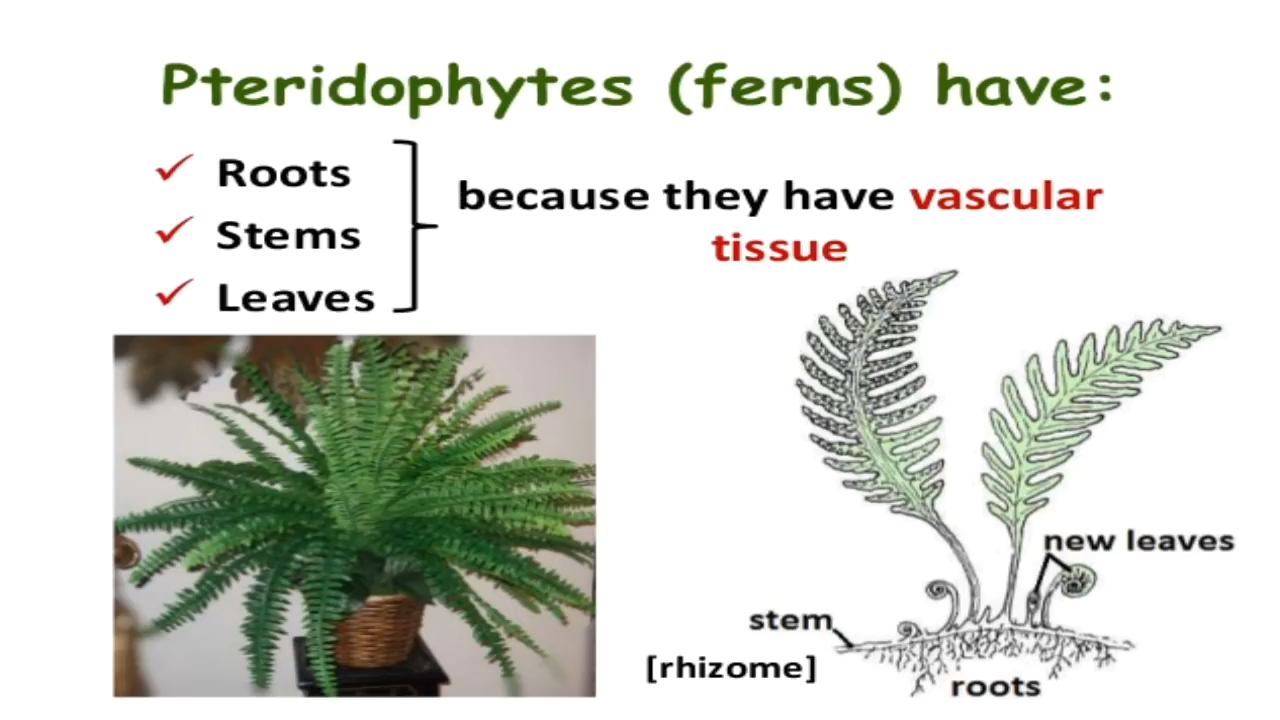 Pteridophytes (ferns) have:
✓ Roots
✓ Stems
✓ Leaves
because they have vascular
tissue
new leaves
stem
[rhizome]
roots